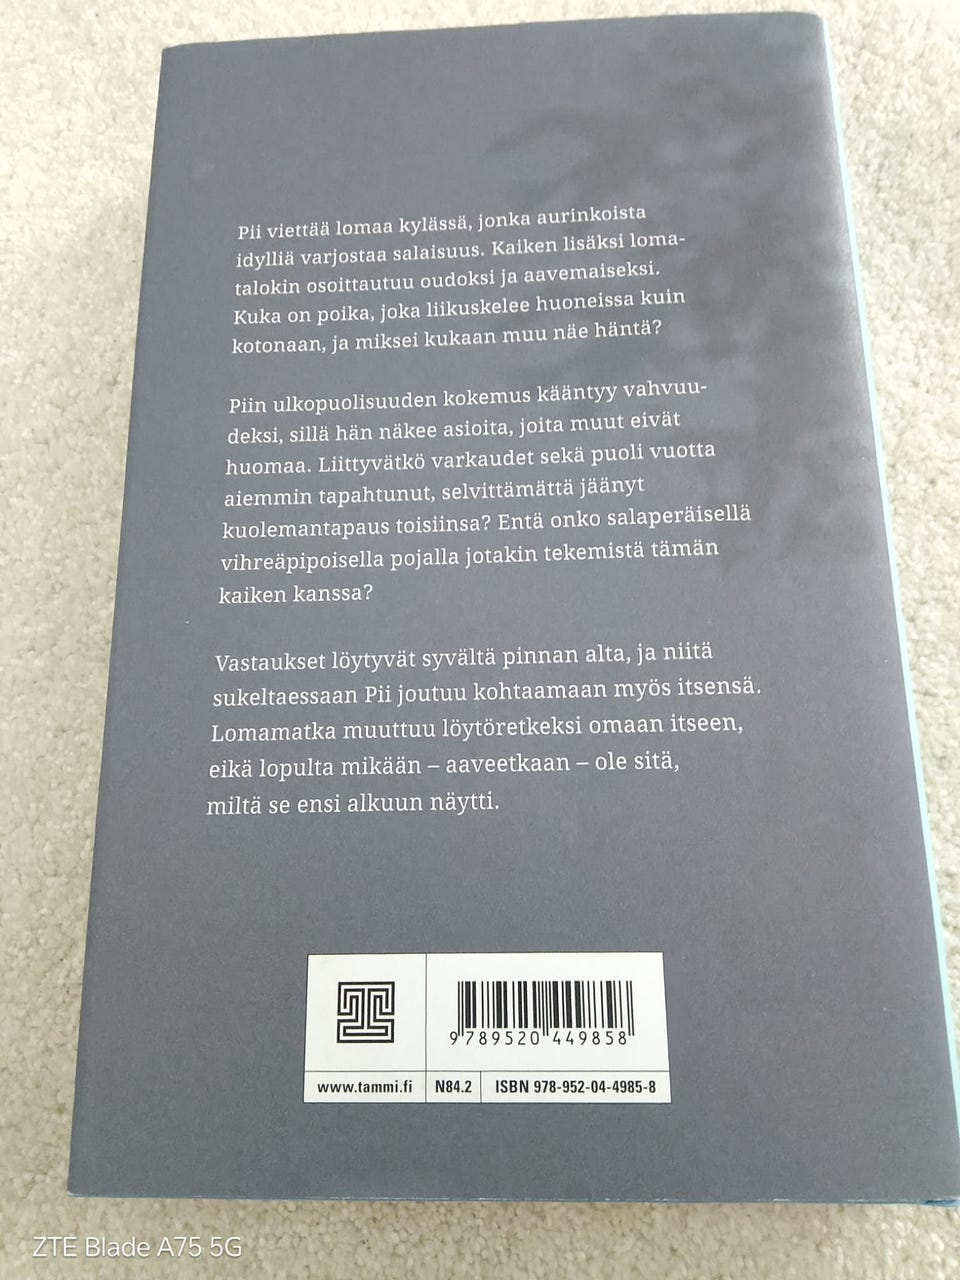 Pii viettää lomaa kylässä, jonka aurinkoista
idylliä varjostaa salaisuus. Kaiken lisäksi loma-
talokin osoittautuu oudoksi ja aavemaiseksi.
Kuka on poika, joka liikuskelee huoneissa kuin
kotonaan, ja miksei kukaan muu näe häntä?
Piin ulkopuolisuuden kokemus kääntyy vahvuu-
deksi, sillä hän näkee asioita, joita muut eivät
huomaa. Liittyvätkö varkaudet sekä puoli vuotta
aiemmin tapahtunut, selvittämättä jäänyt
kuolemantapaus toisiinsa? Entä onko salaperäisellä
vihreäpipoisella pojalla jotakin tekemistä tämän
kaiken kanssa?
Vastaukset löytyvät syvältä pinnan alta, ja niitä
sukeltaessaan Pii joutuu kohtaamaan myös itsensä.
Lomamatka muuttuu löytöretkeksi omaan itseen,
eikä lopulta mikään – aaveetkaan – ole sitä,
miltä se ensi alkuun näytti.
9 789520 449858
www.tammi.fi N84.2 ISBN 978-952-04-4985-8
ZTE Blade A75 5G